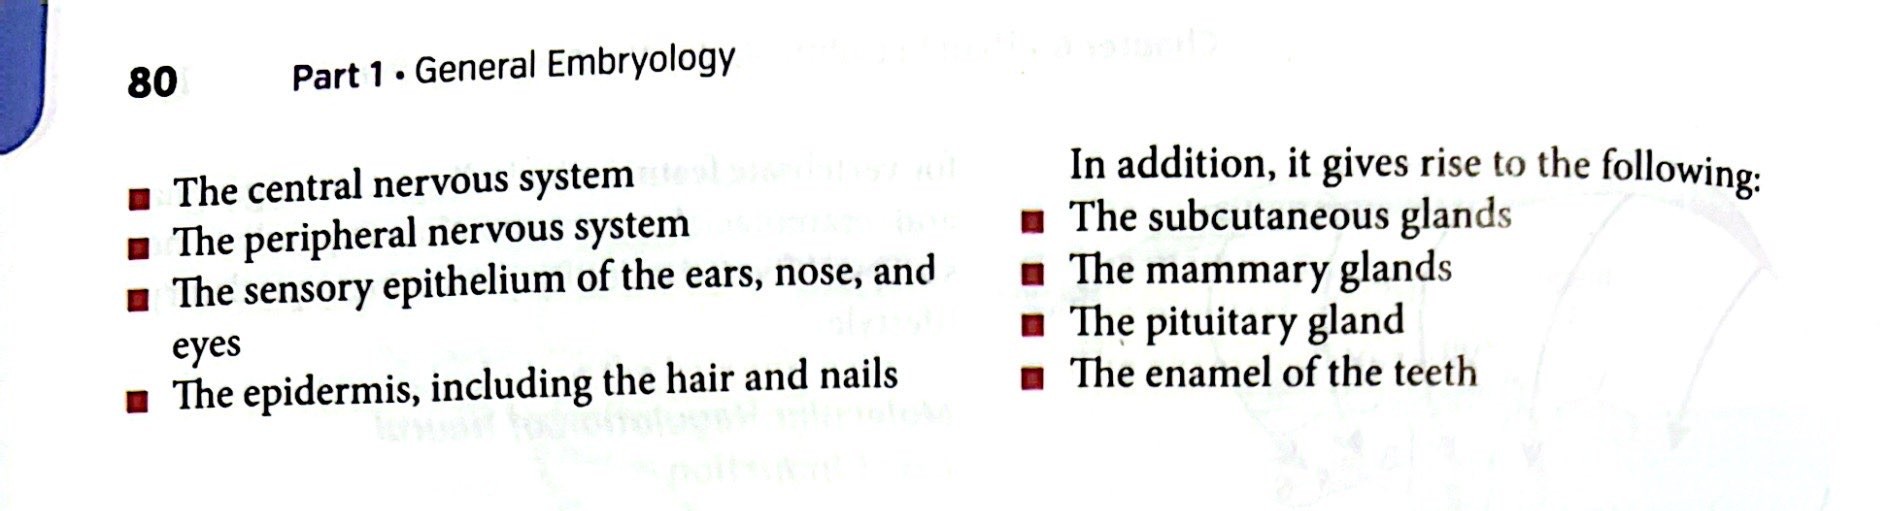 80 Part 1 • General Embryology
■ The central nervous system
■ The peripheral nervous system
■ The sensory epithelium of the ears, nose, and
eyes
■ The epidermis, including the hair and nails
In addition, it gives rise to the following:
■ The subcutaneous glands
■ The mammary glands
■ The pituitary gland
■ The enamel of the teeth